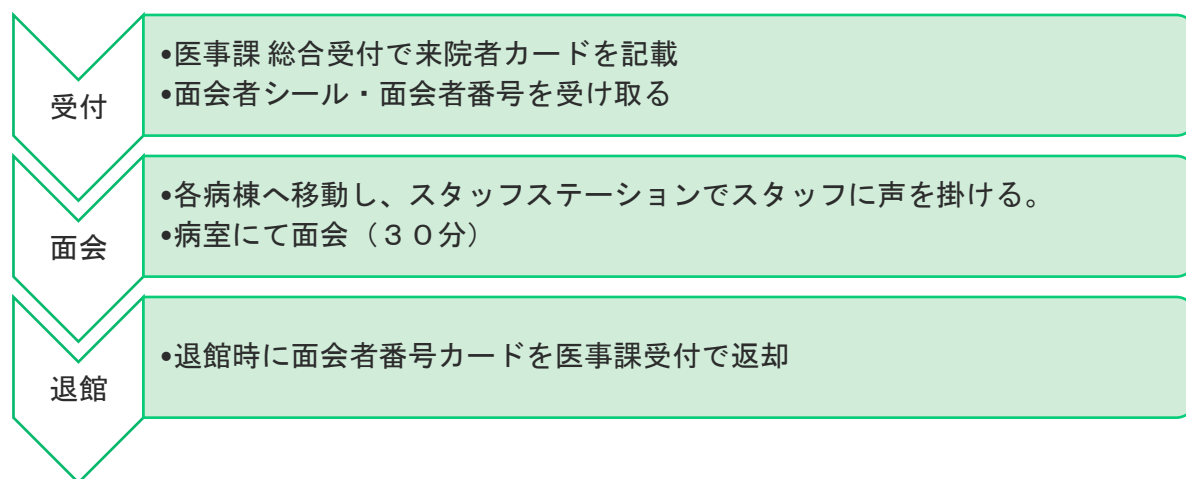 受付
•医事課 総合受付で来院者カードを記載
•面会者シール・面会者番号を受け取る
面会
•各病棟へ移動し、スタッフステーションでスタッフに声を掛ける。
•病室にて面会（３０分）
退館
•退館時に面会者番号カードを医事課受付で返却